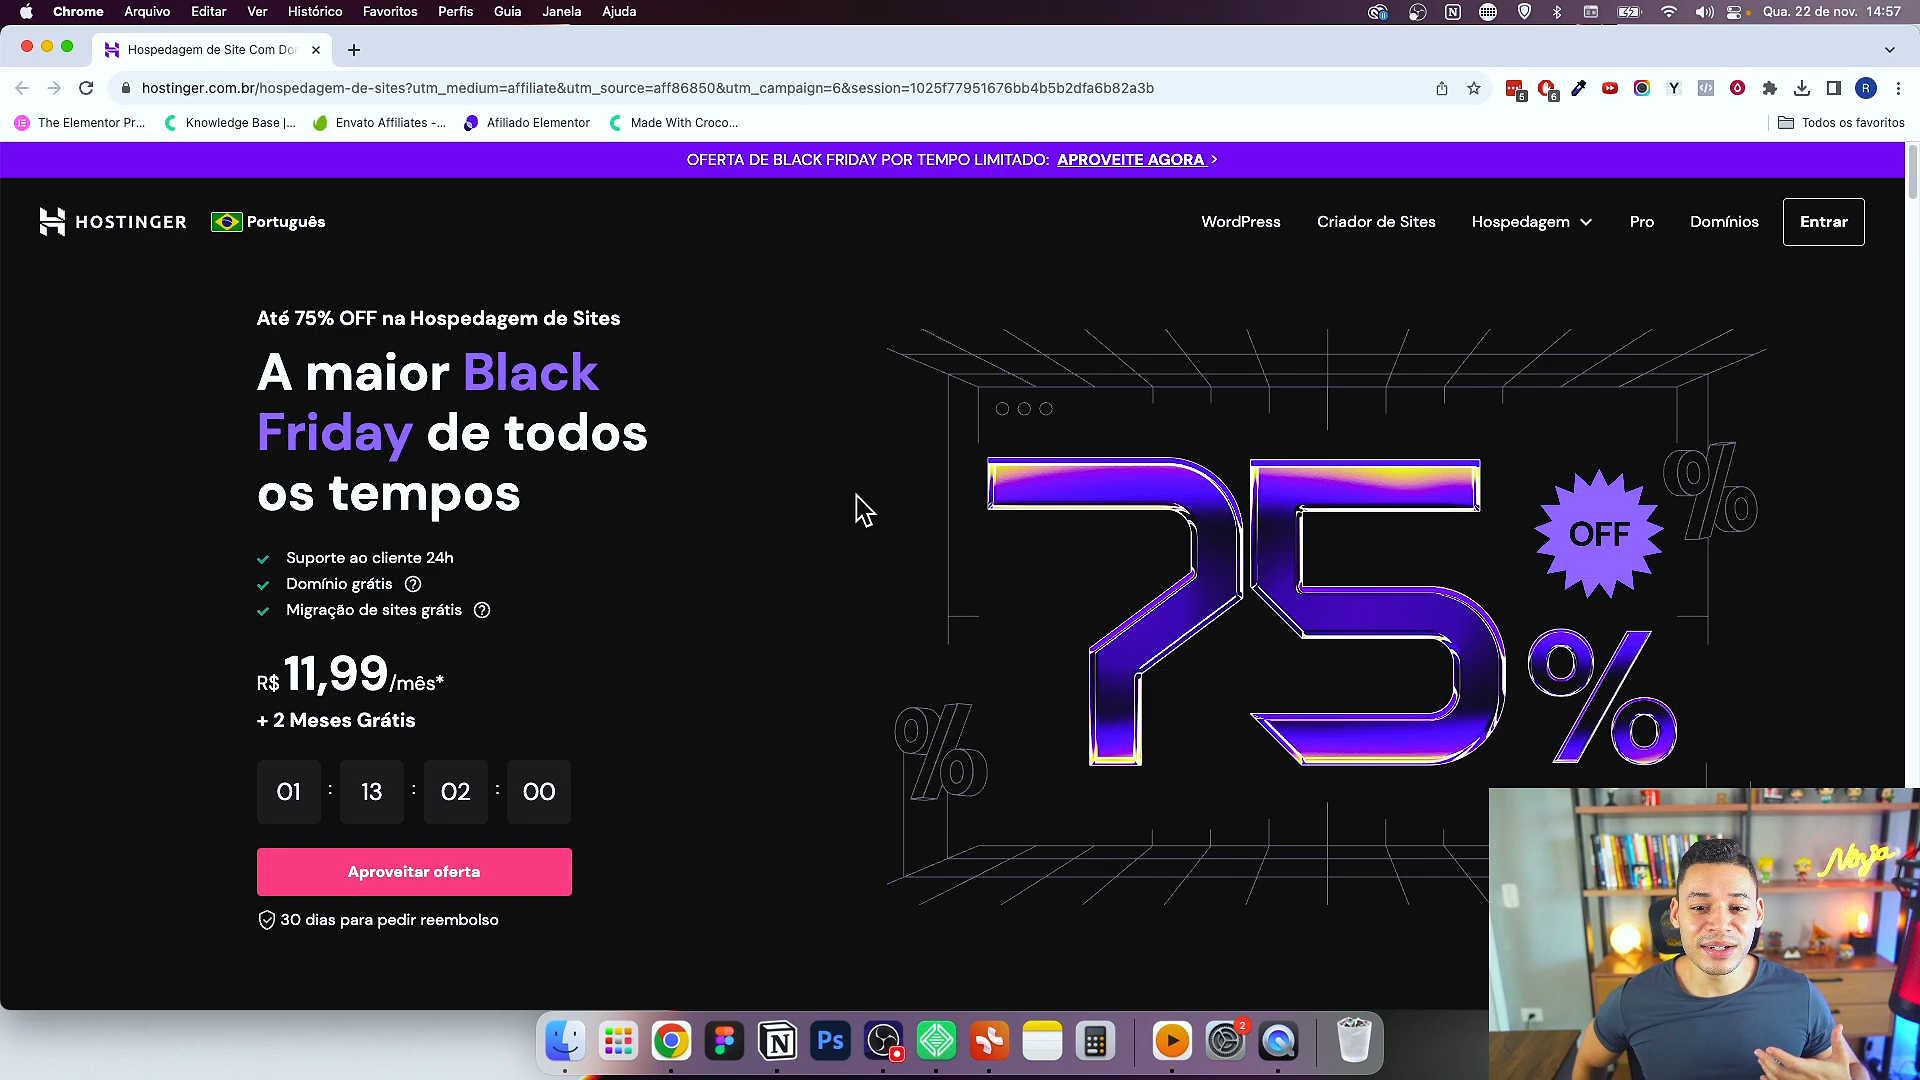 Chrome Arquivo Editar Ver Histórico Favoritos Perfis Guia Janela Ajuda Qua. 22 de nov. 14:57
Hospedagem de Site Com Dor
hostinger.com.br/hospedagem-de-sites?utm_medium=affiliate&utm_source=aff86850&utm_campaign=6&session=1025f77951676bb4b5b2dfa6b82a3b
The Elementor Pr... Knowledge Base |... Envato Affiliates -... Afiliado Elementor Made With Croco... Todos os favoritos
OFERTA DE BLACK FRIDAY POR TEMPO LIMITADO: APROVEITE AGORA >
HOSTINGER Português WordPress Criador de Sites Hospedagem Pro Domínios Entrar
Até 75% OFF na Hospedagem de Sites
A maior Black
Friday de todos
os tempos
Suporte ao cliente 24h
Domínio grátis
Migração de sites grátis
R$ 11,99/mês*
+ 2 Meses Grátis
01 : 13 : 02 : 00
Aproveitar oferta
30 dias para pedir reembolso
75%
OFF
%
%
Ninja
Ps
2
5
6
R